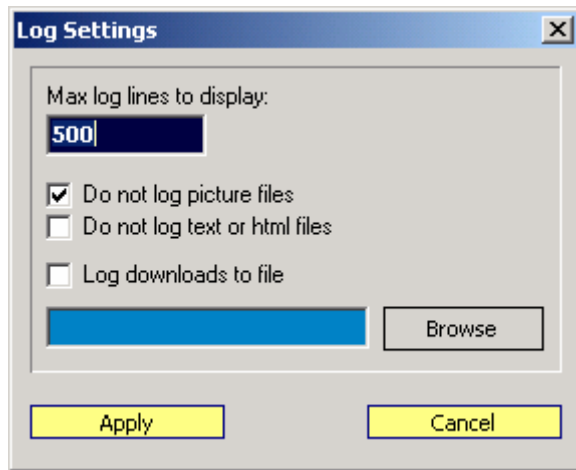 Log Settings
Max log lines to display:
500
Do not log picture files
Do not log text or html files
Log downloads to file
Browse
Apply
Cancel